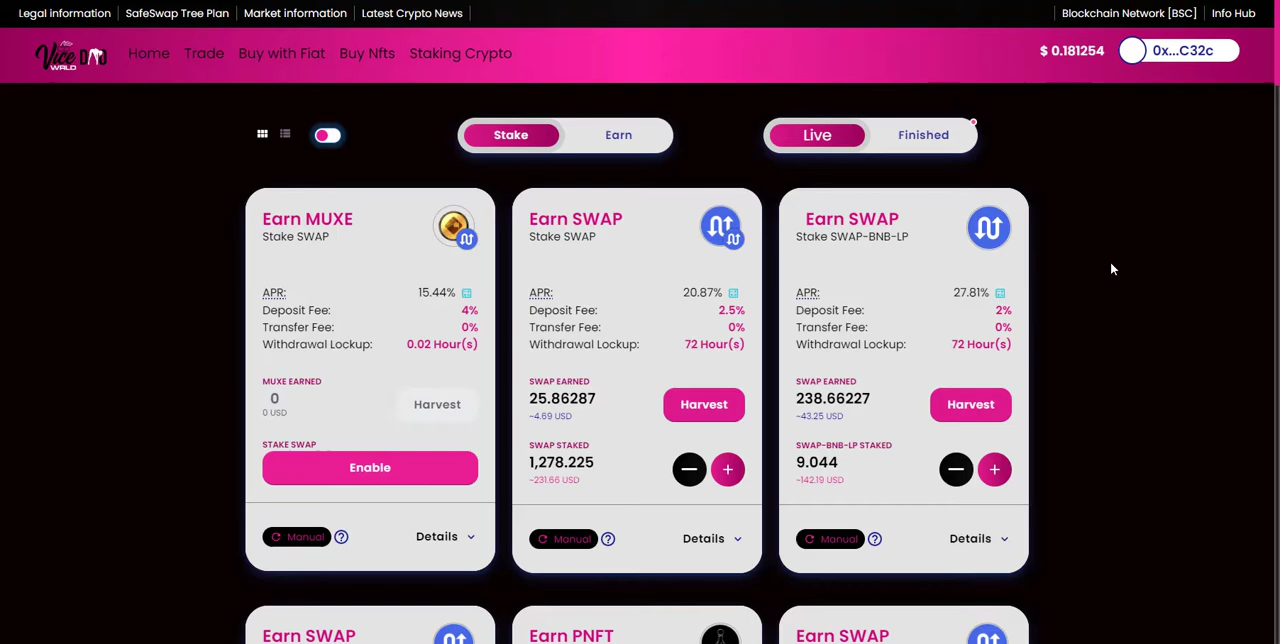 Legal information
SafeSwap Tree Plan
Market information
Latest Crypto News
Blockchain Network [BSC]
Info Hub
Vice
WRLD
Home
Trade
Buy with Fiat
Buy Nfts
Staking Crypto
$ 0.181254
0x...C32c
Stake
Earn
Live
Finished
Earn MUXE
Stake SWAP
APR: 15.44%
Deposit Fee: 4%
Transfer Fee: 0%
Withdrawal Lockup: 0.02 Hour(s)
MUXE EARNED
0
0 USD
Harvest
STAKE SWAP
Enable
Manual
Details
Earn SWAP
Stake SWAP
APR: 20.87%
Deposit Fee: 2.5%
Transfer Fee: 0%
Withdrawal Lockup: 72 Hour(s)
SWAP EARNED
25.86287
~4.69 USD
Harvest
SWAP STAKED
1,278.225
~231.66 USD
Manual
Details
Earn SWAP
Stake SWAP-BNB-LP
APR: 27.81%
Deposit Fee: 2%
Transfer Fee: 0%
Withdrawal Lockup: 72 Hour(s)
SWAP EARNED
238.66227
~43.25 USD
Harvest
SWAP-BNB-LP STAKED
9.044
~142.19 USD
Manual
Details
Earn SWAP
Earn PNFT
Earn SWAP